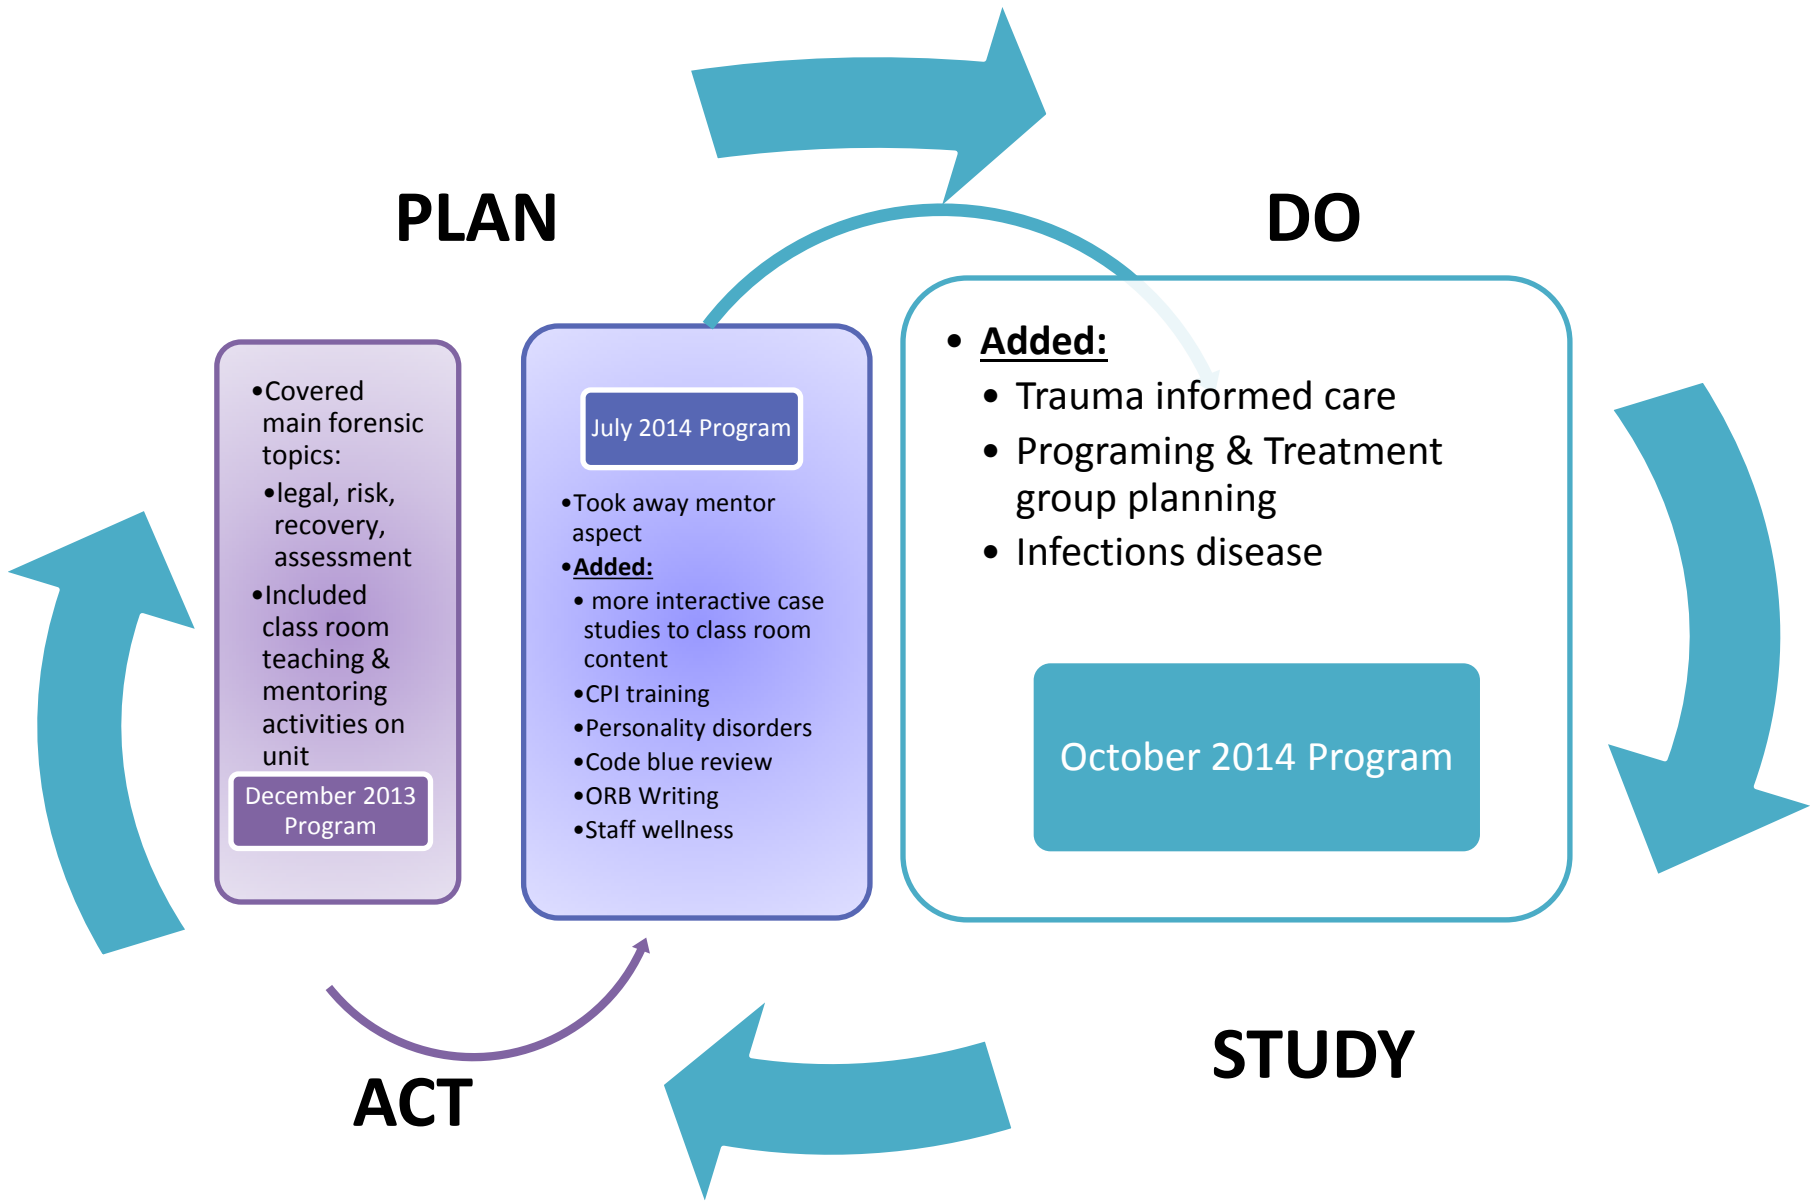 PLAN
DO
•Covered
main forensic
topics:
•legal, risk,
recovery,
assessment
•Included
class room
teaching &
mentoring
activities on
unit
December 2013
Program
July 2014 Program
•Took away mentor
aspect
•Added:
• more interactive case
studies to class room
content
•CPI training
•Personality disorders
•Code blue review
•ORB Writing
•Staff wellness
• Added:
• Trauma informed care
• Programing & Treatment
group planning
• Infections disease
October 2014 Program
ACT
STUDY